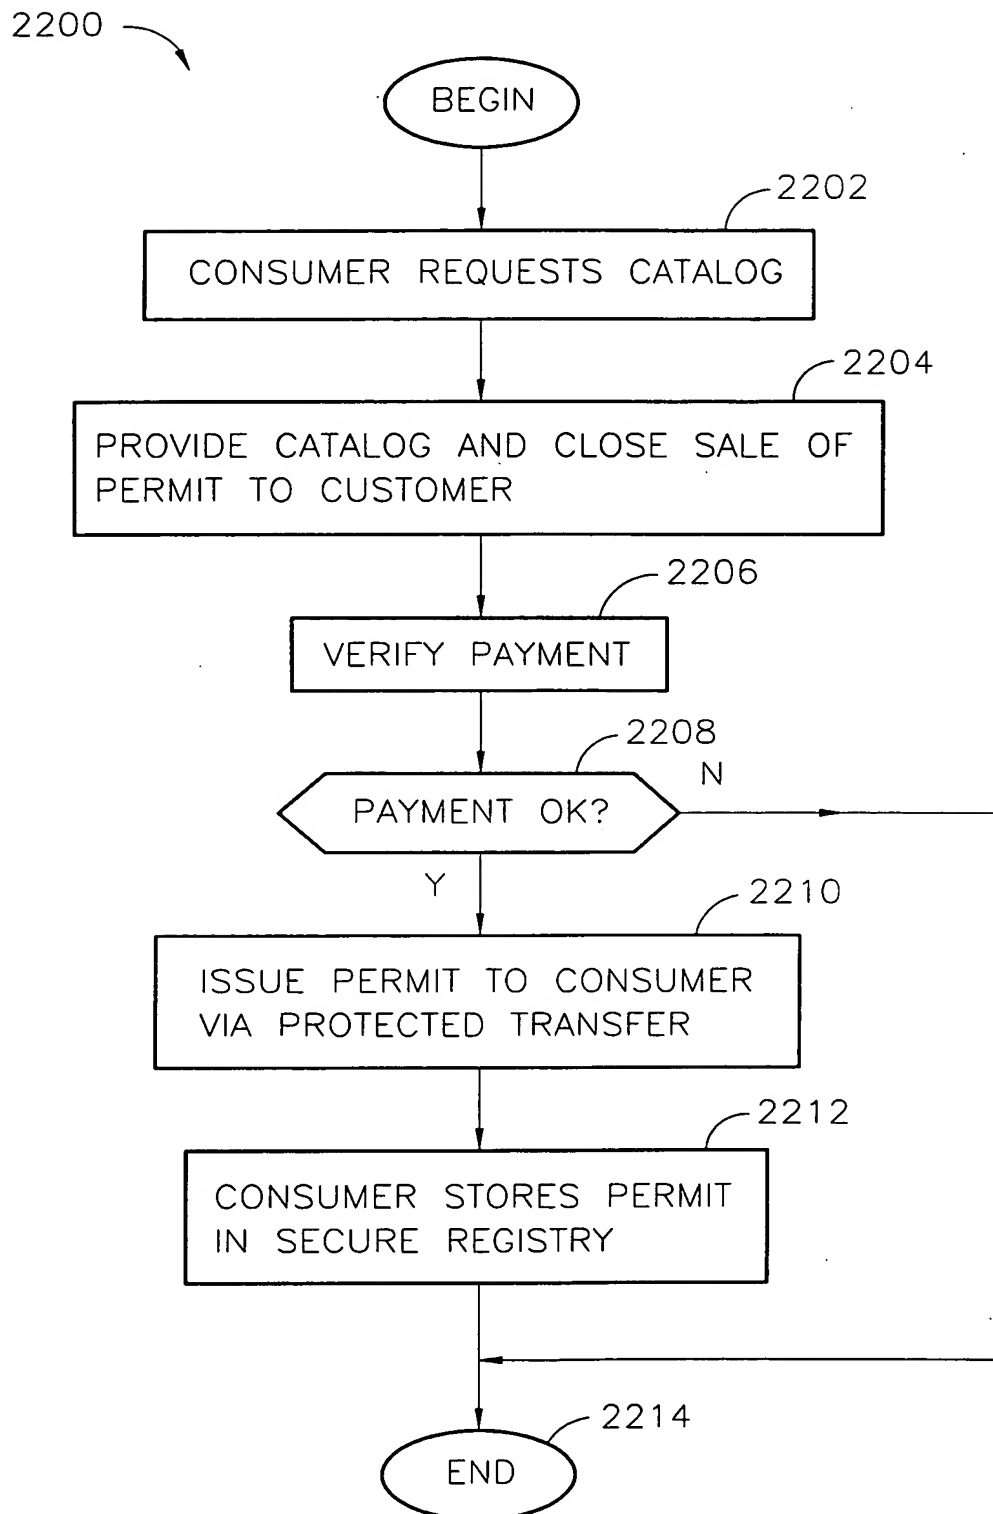 2200
BEGIN
2202
CONSUMER REQUESTS CATALOG
2204
PROVIDE CATALOG AND CLOSE SALE OF
PERMIT TO CUSTOMER
2206
VERIFY PAYMENT
2208
N
PAYMENT OK?
Y
2210
ISSUE PERMIT TO CONSUMER
VIA PROTECTED TRANSFER
2212
CONSUMER STORES PERMIT
IN SECURE REGISTRY
2214
END